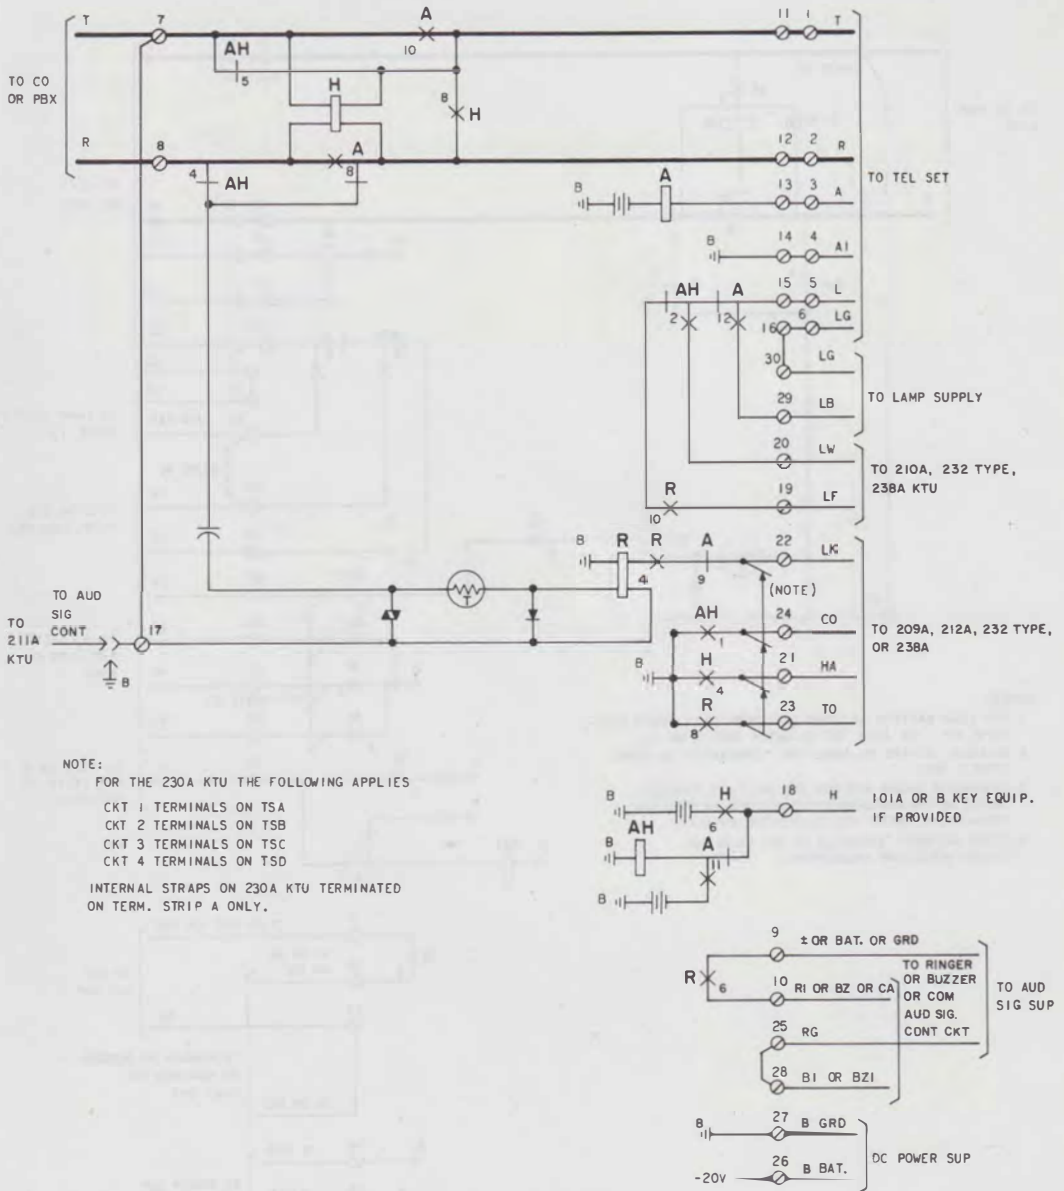 T 7 A 10 11 1 T
AH 5
TO CO
OR PBX
H
8 H
R 8 A 12 2 R
4 AH 8
TO TEL SET
B A 13 3 A
B 14 4 A1
AH A 15 5 L
2 12 16 6 LG
30 LG
29 LB
TO LAMP SUPPLY
20 LW
TO 210A, 232 TYPE,
238A KTU
R 10 19 LF
B R R A 22 LK
4 9
(NOTE)
T
AH 1 24 CO
TO 209A, 212A, 232 TYPE,
OR 238A
B H 4 21 HA
R 8 23 TO
TO
211A
KTU
TO AUD
SIG
CONT
17
B
NOTE:
FOR THE 230A KTU THE FOLLOWING APPLIES
CKT 1 TERMINALS ON TSA
CKT 2 TERMINALS ON TSB
CKT 3 TERMINALS ON TSC
CKT 4 TERMINALS ON TSD
INTERNAL STRAPS ON 230A KTU TERMINATED
ON TERM. STRIP A ONLY.
B H 6 18 H
101A OR B KEY EQUIP.
IF PROVIDED
B AH A 11
B
9 ± OR BAT. OR GRD
R 6 10 R1 OR BZ OR CA
TO RINGER
OR BUZZER
OR COM
AUD SIG.
CONT CKT
TO AUD
SIG SUP
25 RG
28 B1 OR BZ1
B 27 B GRD
-20V 26 B BAT.
DC POWER SUP